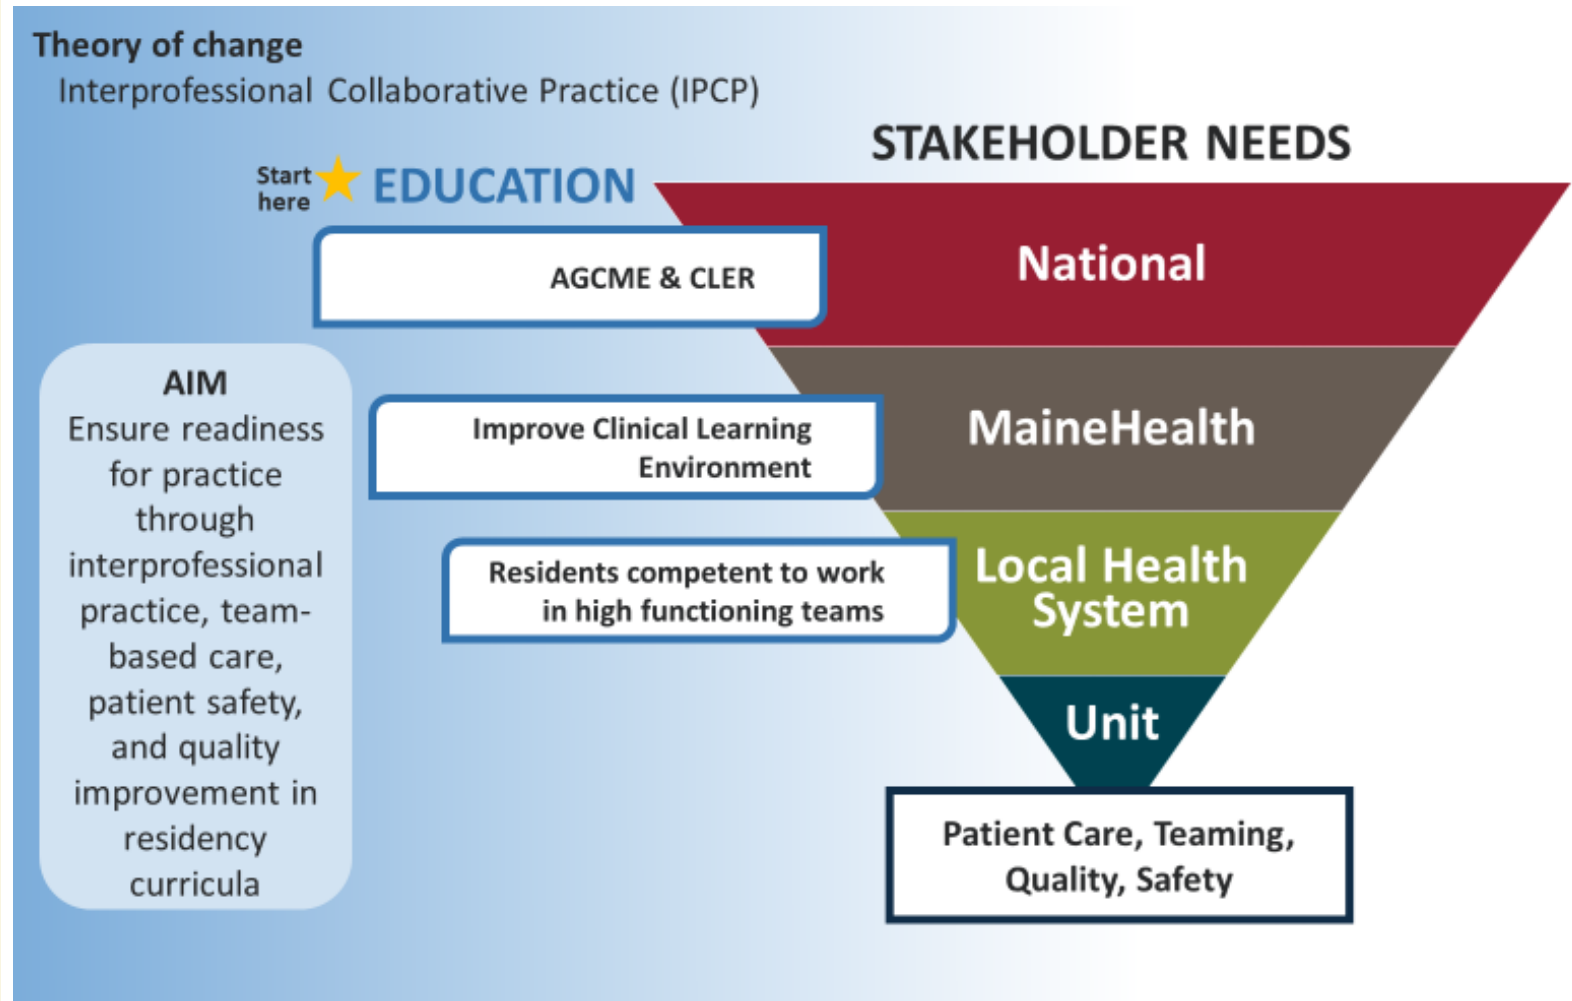 Theory of change
Interprofessional Collaborative Practice (IPCP)
STAKEHOLDER NEEDS
Start
here
EDUCATION
AGCME & CLER
National
AIM
Ensure readiness
for practice
through
interprofessional
practice, team-
based care,
patient safety,
and quality
improvement in
residency
curricula
Improve Clinical Learning
Environment
MaineHealth
Residents competent to work
in high functioning teams
Local Health
System
Unit
Patient Care, Teaming,
Quality, Safety